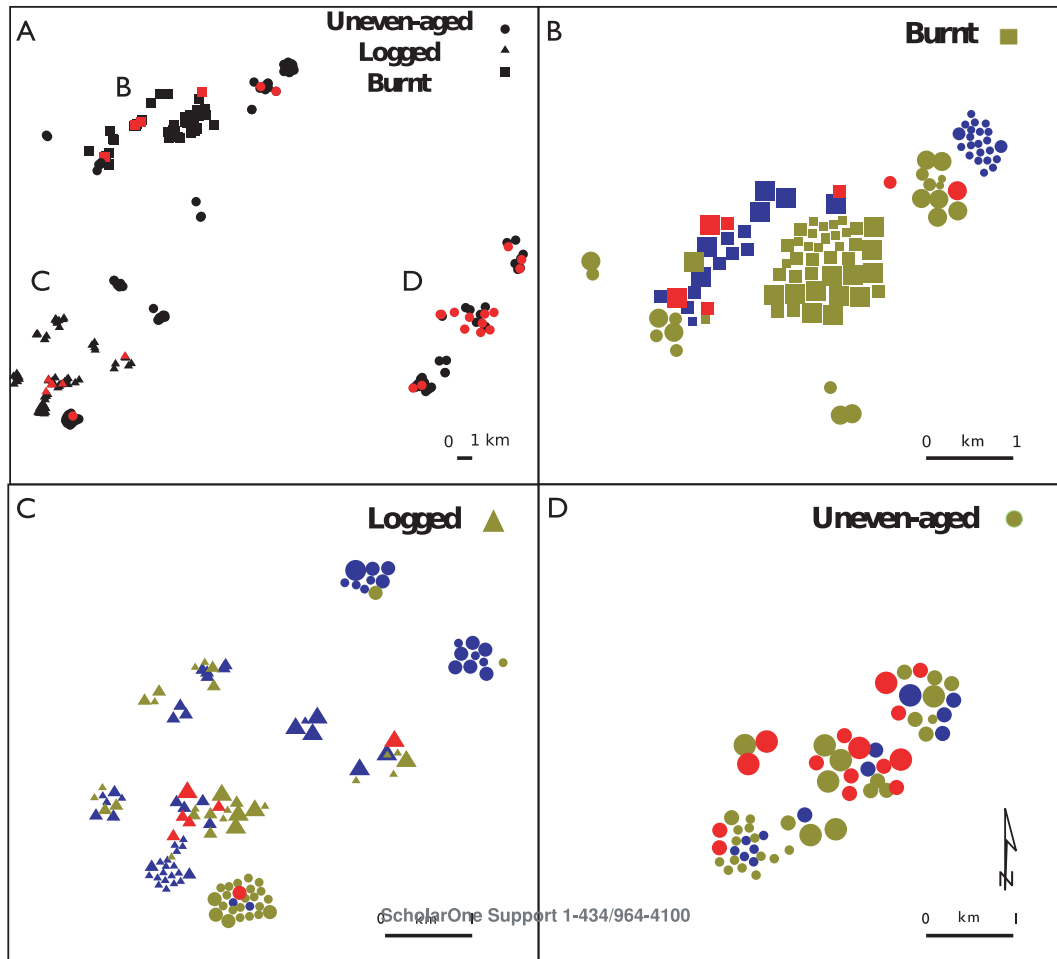 A
Uneven-aged
Logged
Burnt
B
C
D
0 1 km
B
Burnt
0 km 1
C
Logged
0 km 1
D
Uneven-aged
N
0 km 1
ScholarOne Support 1-434/964-4100